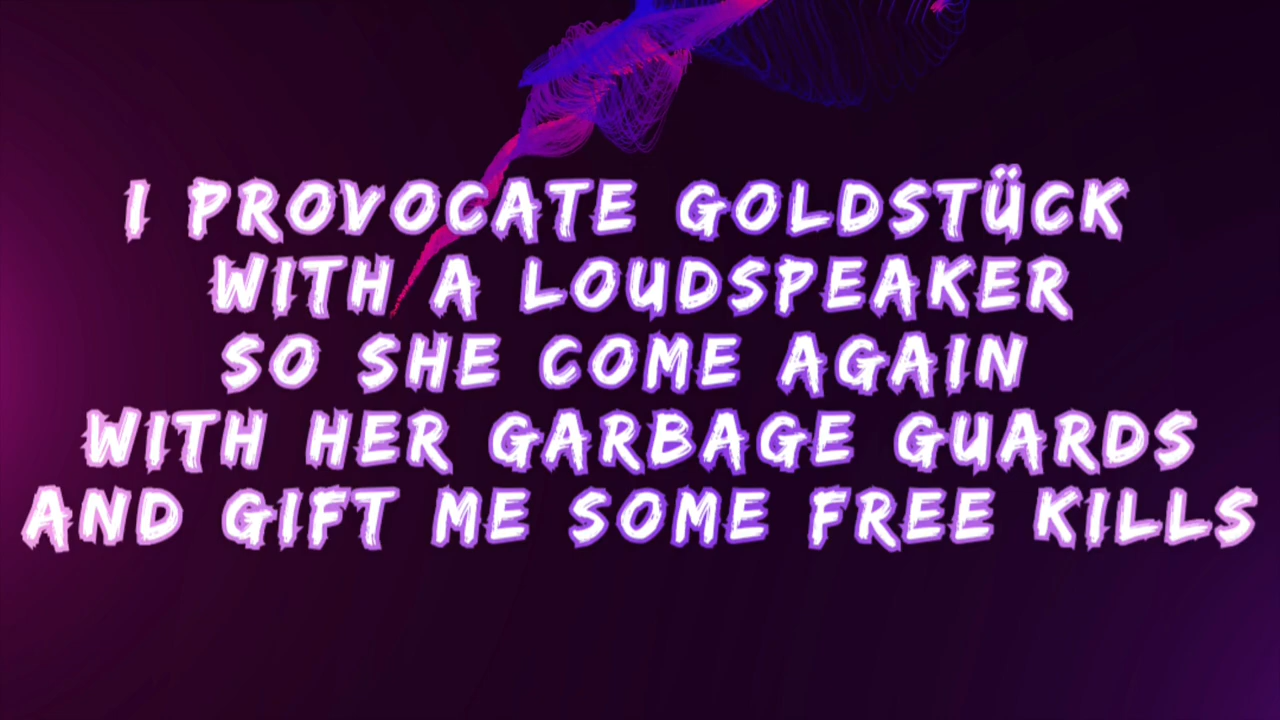 I PROVOCATE GOLDSTÜCK
WITH A LOUDSPEAKER
SO SHE COME AGAIN
WITH HER GARBAGE GUARDS
AND GIFT ME SOME FREE KILLS